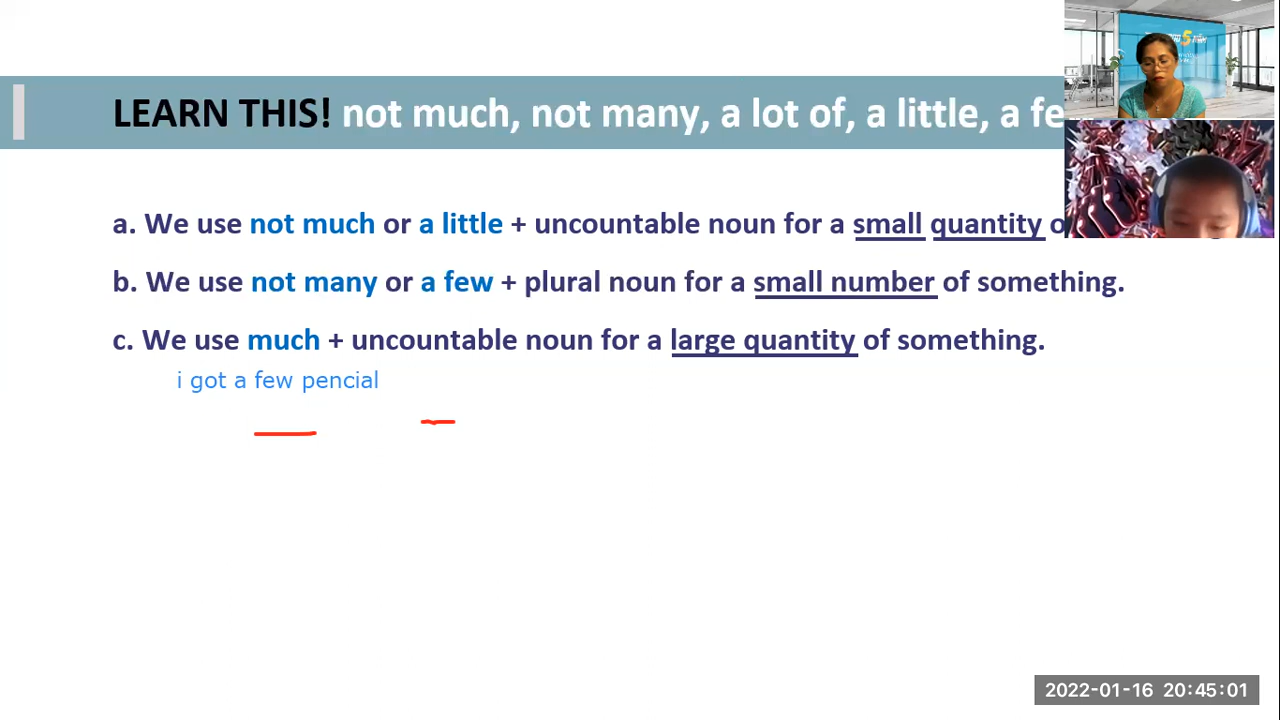 LEARN THIS! not much, not many, a lot of, a little, a fe
5
a. We use not much or a little + uncountable noun for a small quantity o
b. We use not many or a few + plural noun for a small number of something.
c. We use much + uncountable noun for a large quantity of something.
i got a few pencial
2022-01-16 20:45:01